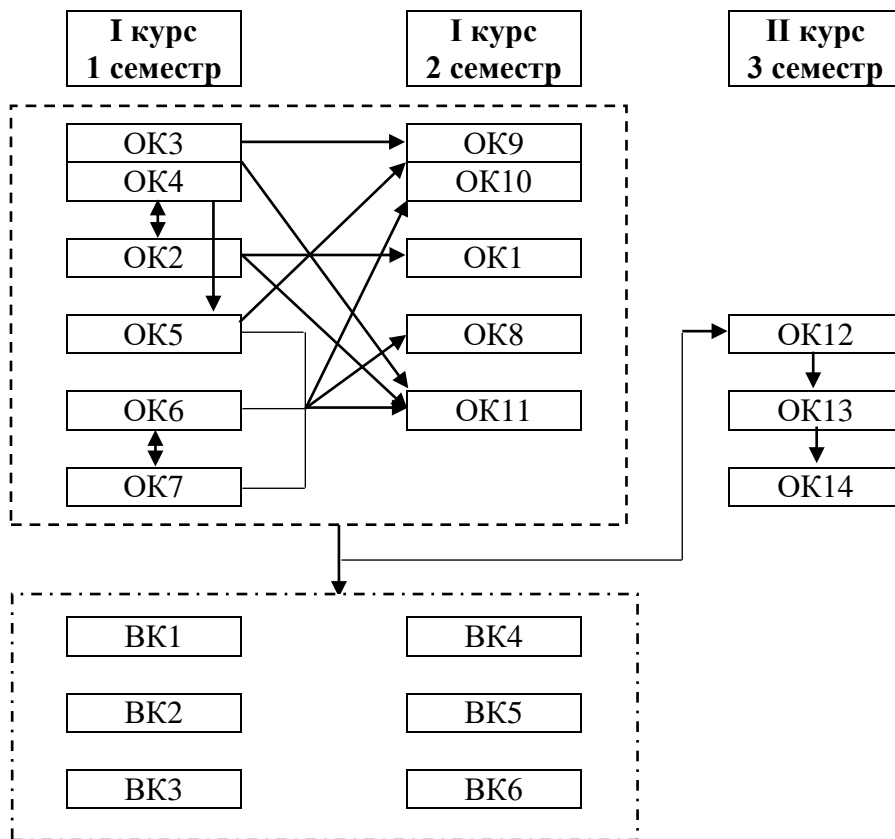 I курс
1 семестр
I курс
2 семестр
II курс
3 семестр
ОК3
ОК9
ОК4
ОК10
ОК2
ОК1
ОК5
ОК8
ОК12
ОК6
ОК11
ОК13
ОК7
ОК14
ВК1
ВК4
ВК2
ВК5
ВК3
ВК6